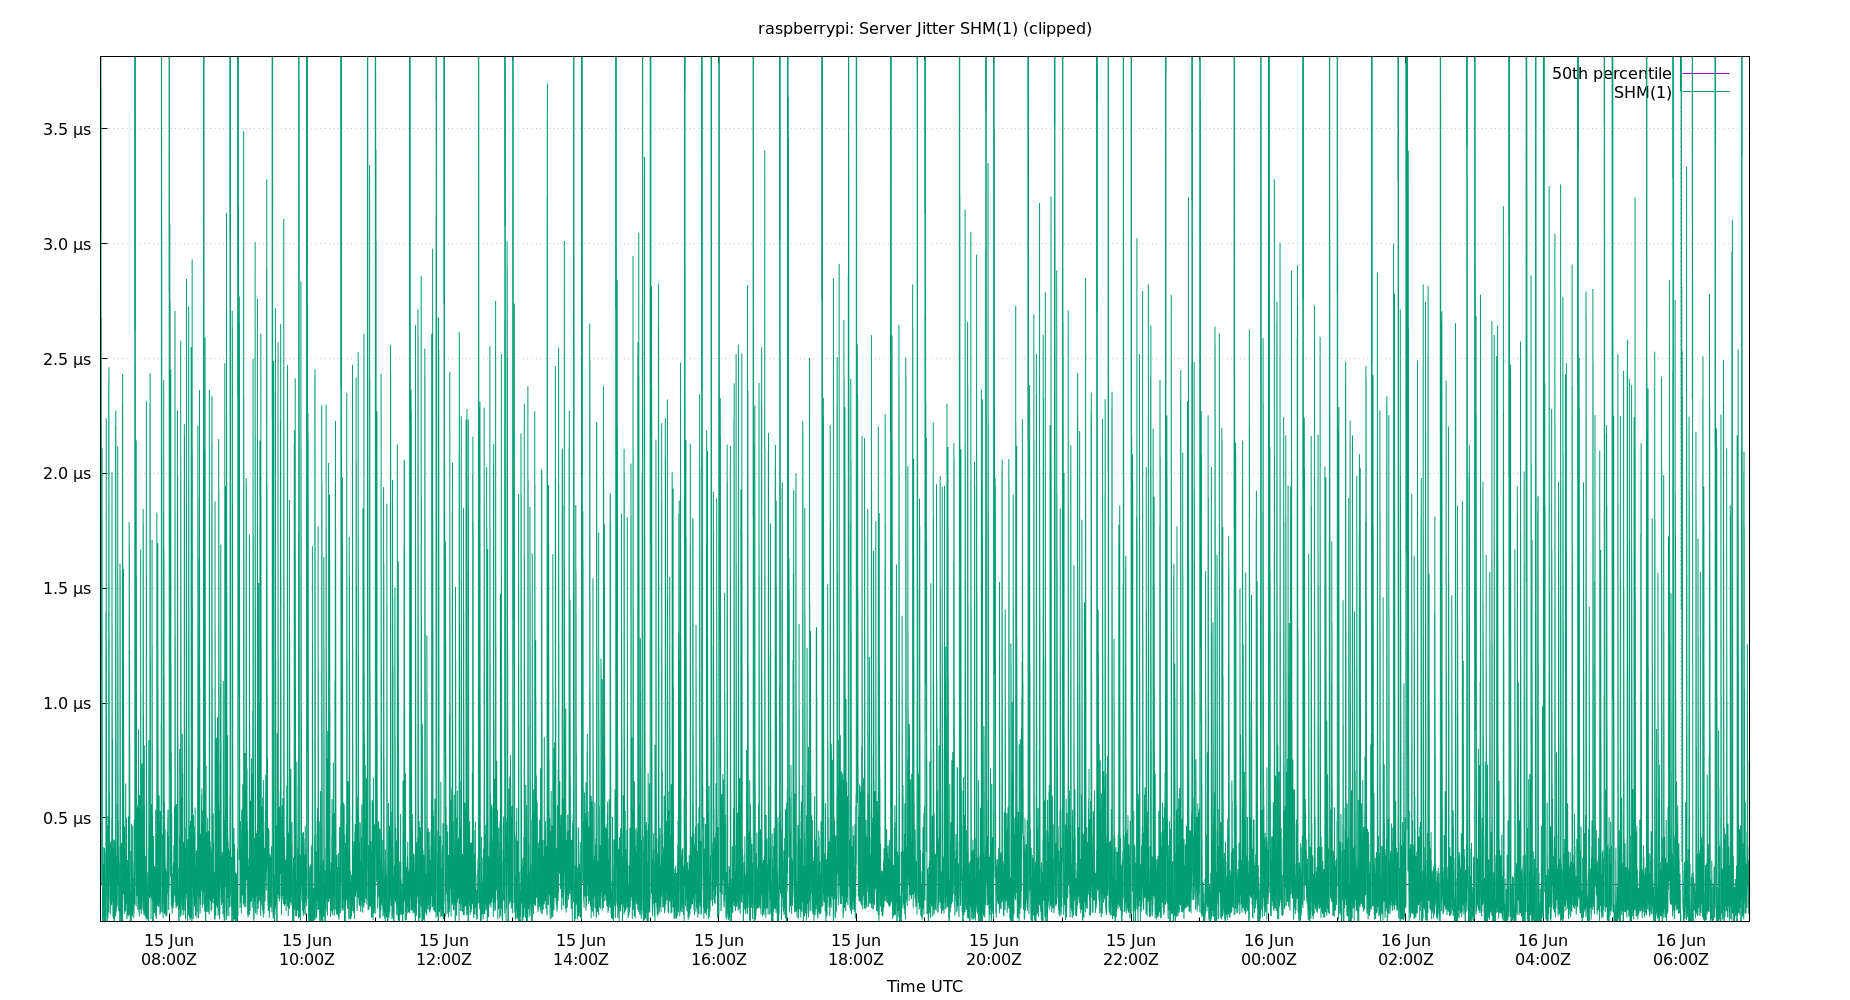 raspberrypi: Server Jitter SHM(1) (clipped)
50th percentile
SHM(1)
3.5 µs
3.0 µs
2.5 µs
2.0 µs
1.5 µs
1.0 µs
0.5 µs
15 Jun 15 Jun 15 Jun 15 Jun 15 Jun 15 Jun 15 Jun 15 Jun 16 Jun 16 Jun 16 Jun 16 Jun
08:00Z 10:00Z 12:00Z 14:00Z 16:00Z 18:00Z 20:00Z 22:00Z 00:00Z 02:00Z 04:00Z 06:00Z
Time UTC